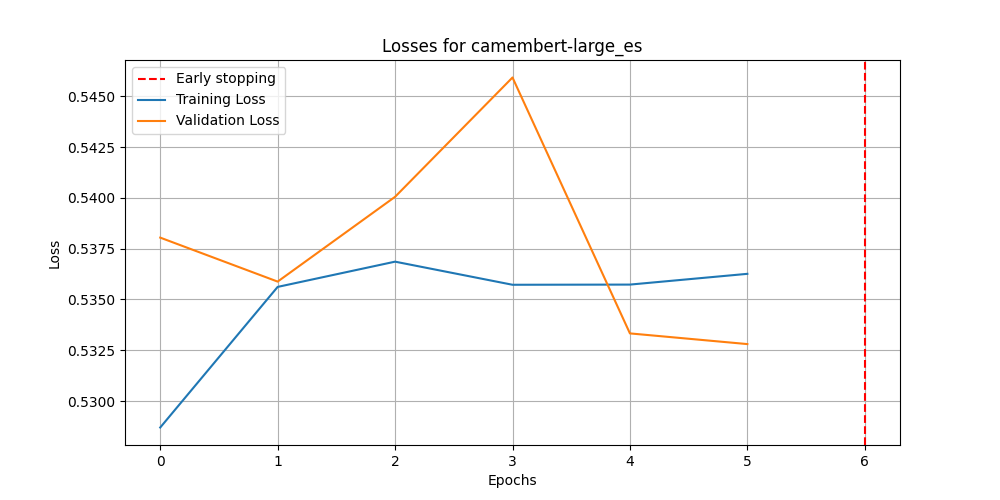 Losses for camembert-large_es
Early stopping
Training Loss
Validation Loss
0.5450
0.5425
0.5400
0.5375
0.5350
0.5325
0.5300
Loss
0 1 2 3 4 5 6
Epochs